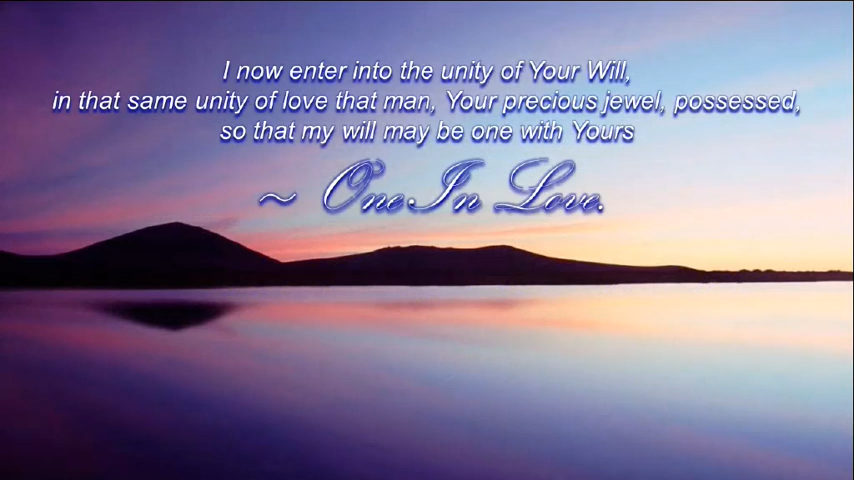 I now enter into the unity of Your Will,
in that same unity of love that man, Your precious jewel, possessed,
so that my will may be one with Yours
~ One In Love.